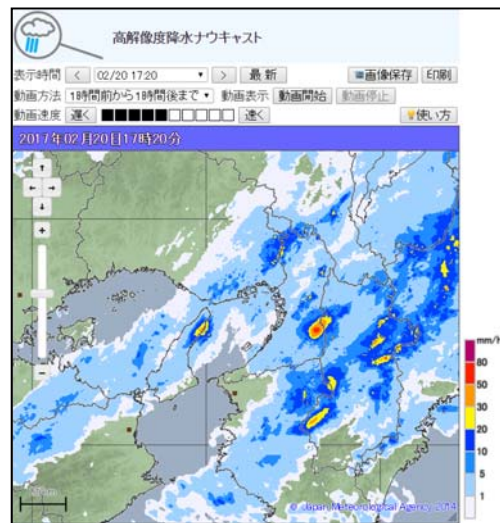 高解像度降水ナウキャスト
表示時間 < 02/20 17:20 ▼ > 最新 画像保存 印刷
動画方法 1時間前から1時間後まで ▼ 動画表示 動画開始 動画停止
動画速度 遅く 速く 使い方
2017年02月20日17時20分
mm/h
80
50
30
20
10
5
1
© Japan Meteorological Agency 2014